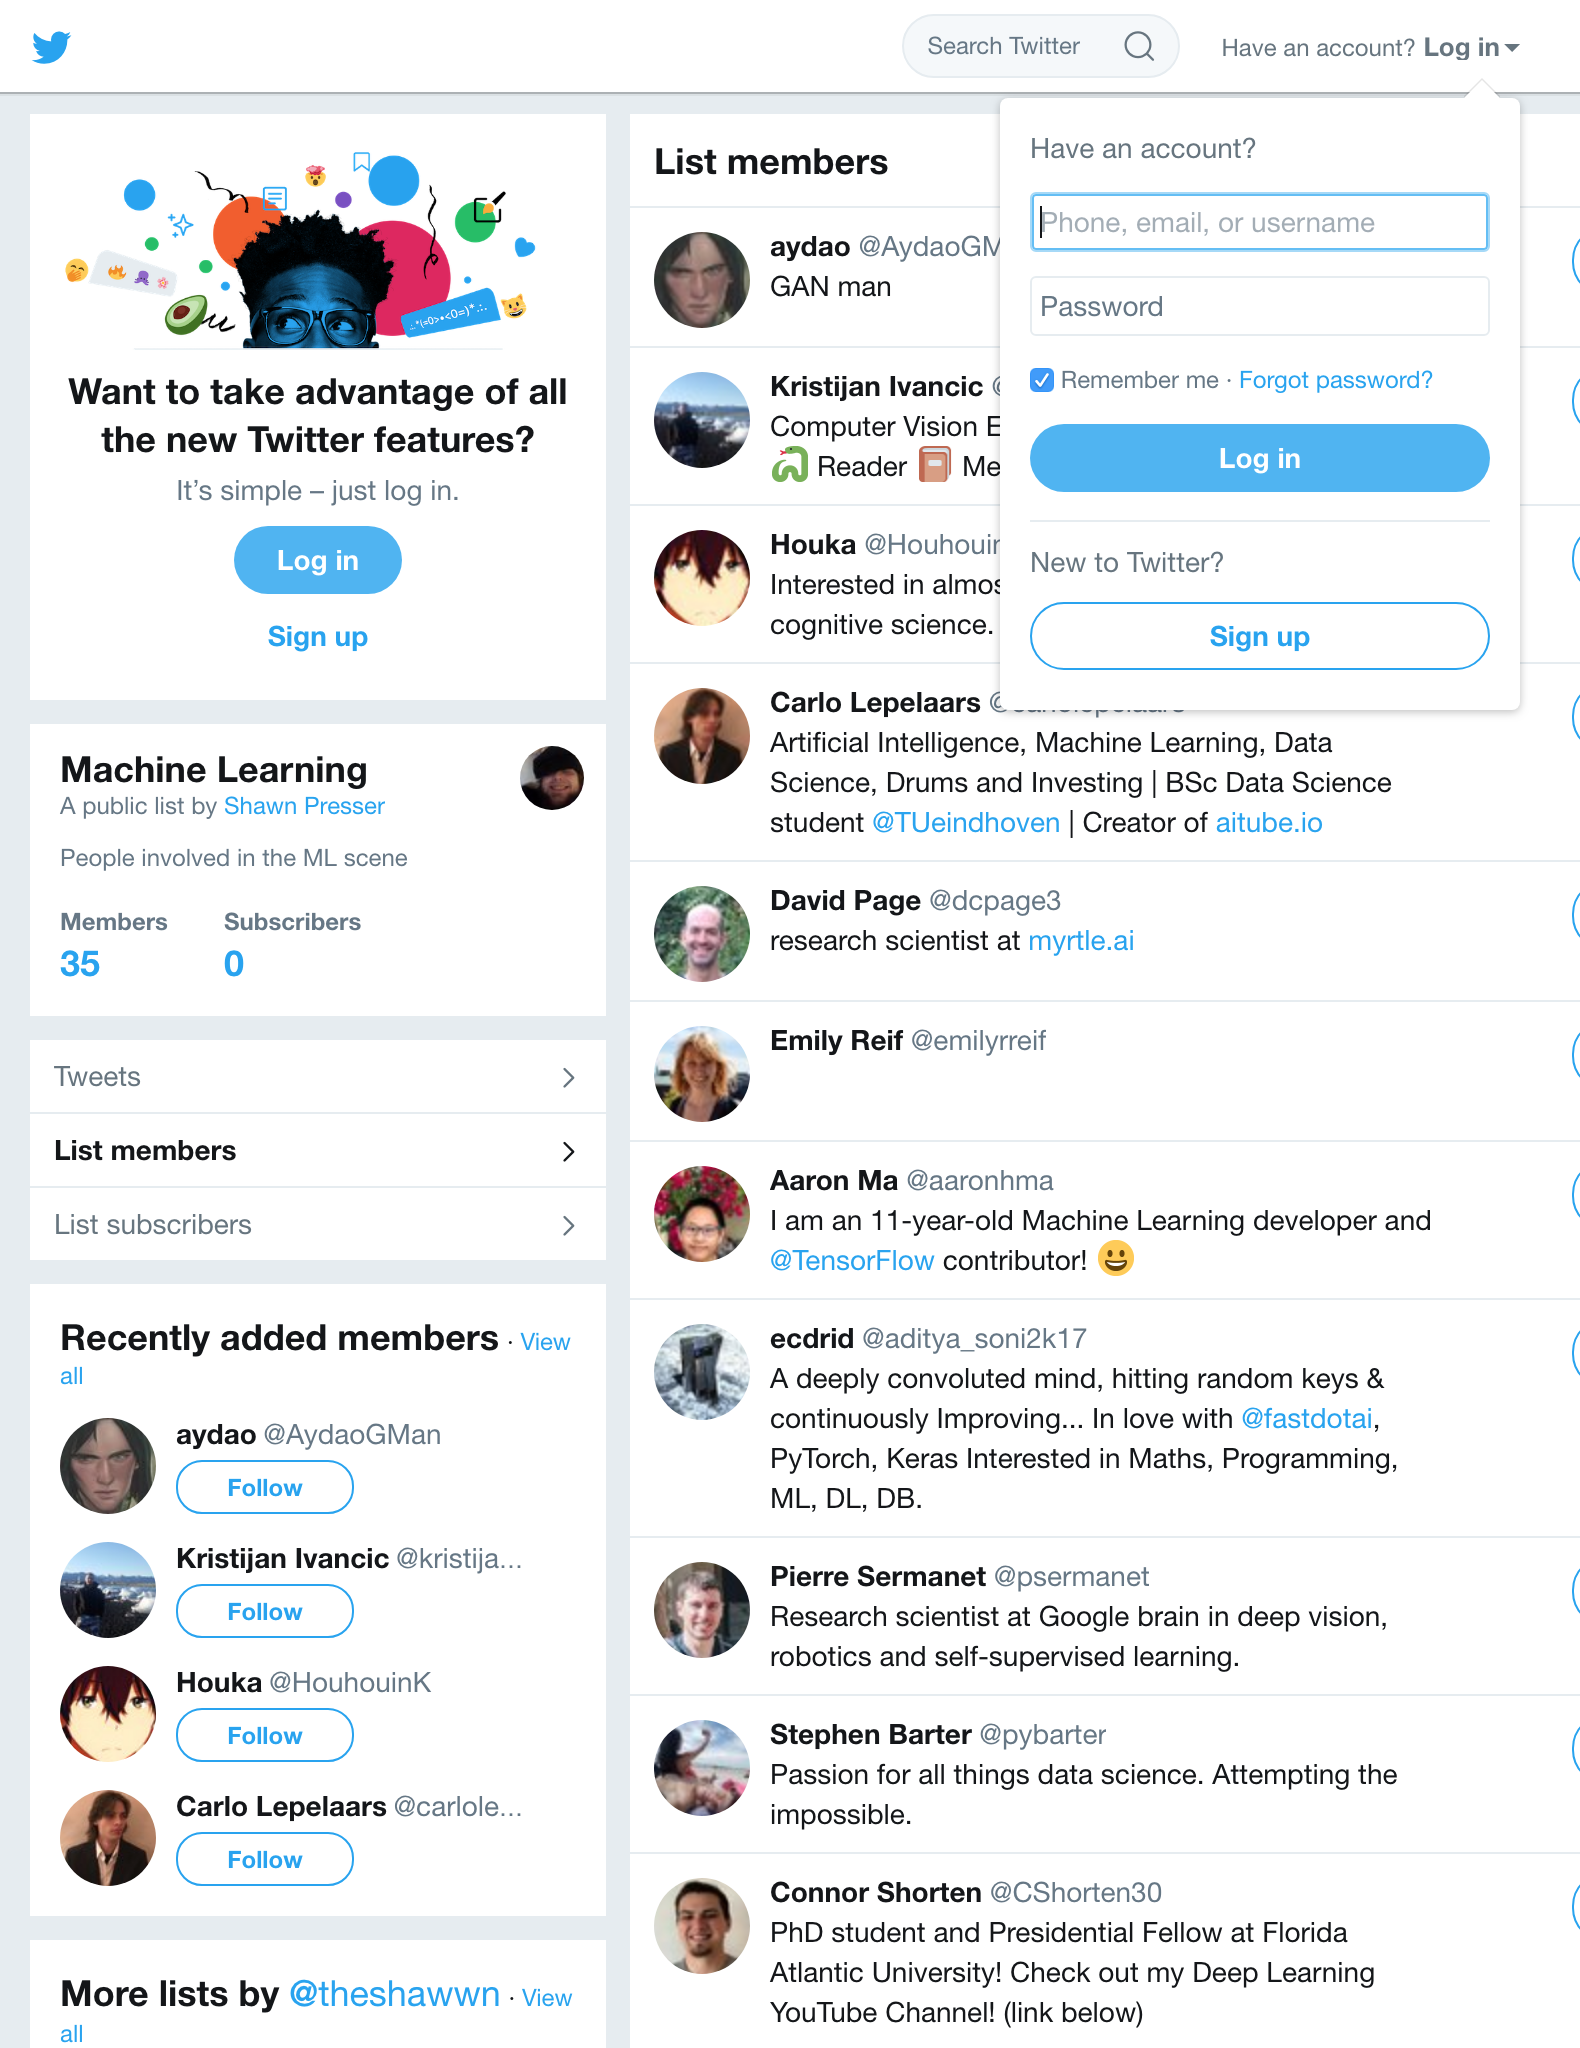 Search Twitter
Have an account? Log in
Want to take advantage of all
the new Twitter features?
It's simple – just log in.
Log in
Sign up
Machine Learning
A public list by Shawn Presser
People involved in the ML scene
Members Subscribers
35 0
Tweets
List members
List subscribers
Recently added members · View
all
aydao @AydaoGMan
Follow
Kristijan Ivancic @kristija...
Follow
Houka @HouhouinK
Follow
Carlo Lepelaars @carlole...
Follow
More lists by @theshawwn · View
all
List members
aydao @AydaoGM
GAN man
Kristijan Ivancic @
Computer Vision E
Reader Me
Houka @Houhouin
Interested in almos
cognitive science.
Carlo Lepelaars @carlolepelaars
Artificial Intelligence, Machine Learning, Data
Science, Drums and Investing | BSc Data Science
student @TUeindhoven | Creator of aitube.io
David Page @dcpage3
research scientist at myrtle.ai
Emily Reif @emilyrreif
Aaron Ma @aaronhma
I am an 11-year-old Machine Learning developer and
@TensorFlow contributor!
ecdrid @aditya_soni2k17
A deeply convoluted mind, hitting random keys &
continuously Improving... In love with @fastdotai,
PyTorch, Keras Interested in Maths, Programming,
ML, DL, DB.
Pierre Sermanet @psermanet
Research scientist at Google brain in deep vision,
robotics and self-supervised learning.
Stephen Barter @pybarter
Passion for all things data science. Attempting the
impossible.
Connor Shorten @CShorten30
PhD student and Presidential Fellow at Florida
Atlantic University! Check out my Deep Learning
YouTube Channel! (link below)
Have an account?
Phone, email, or username
Password
Remember me · Forgot password?
Log in
New to Twitter?
Sign up